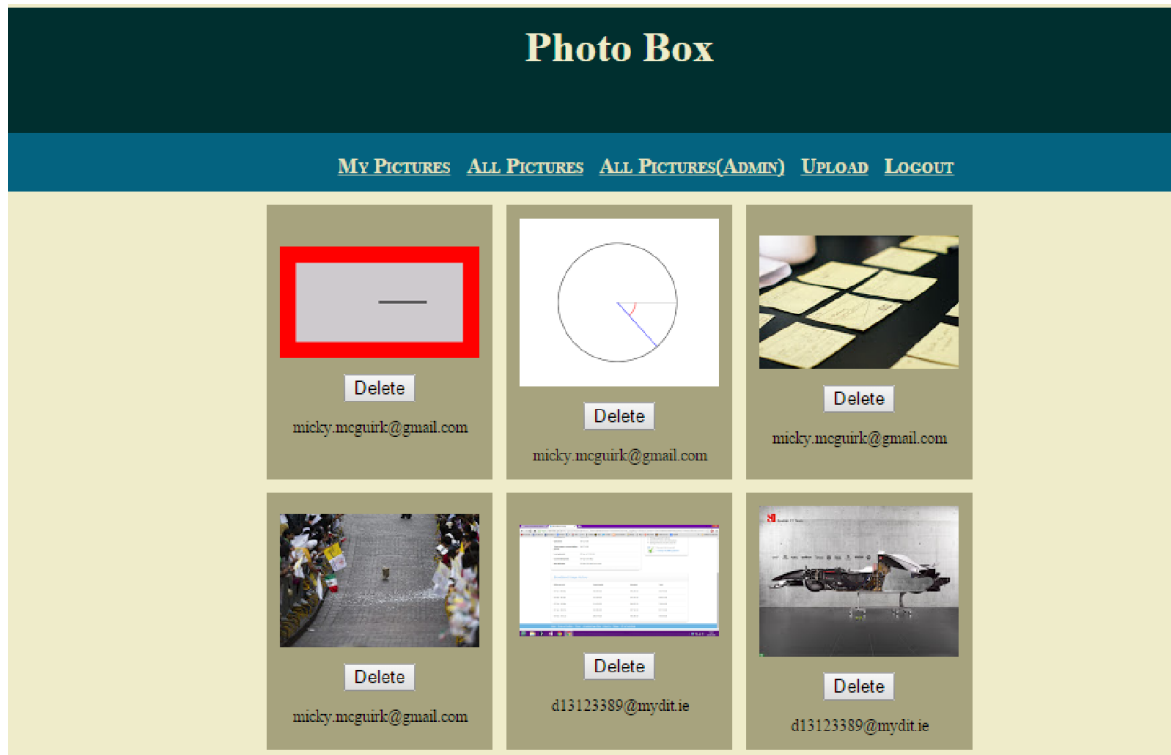 Photo Box
My Pictures All Pictures All Pictures(Admin) Upload Logout
Delete
micky.mcguirk@gmail.com
Delete
micky.mcguirk@gmail.com
Delete
micky.mcguirk@gmail.com
Delete
micky.mcguirk@gmail.com
Delete
d13123389@mydit.ie
Delete
d13123389@mydit.ie